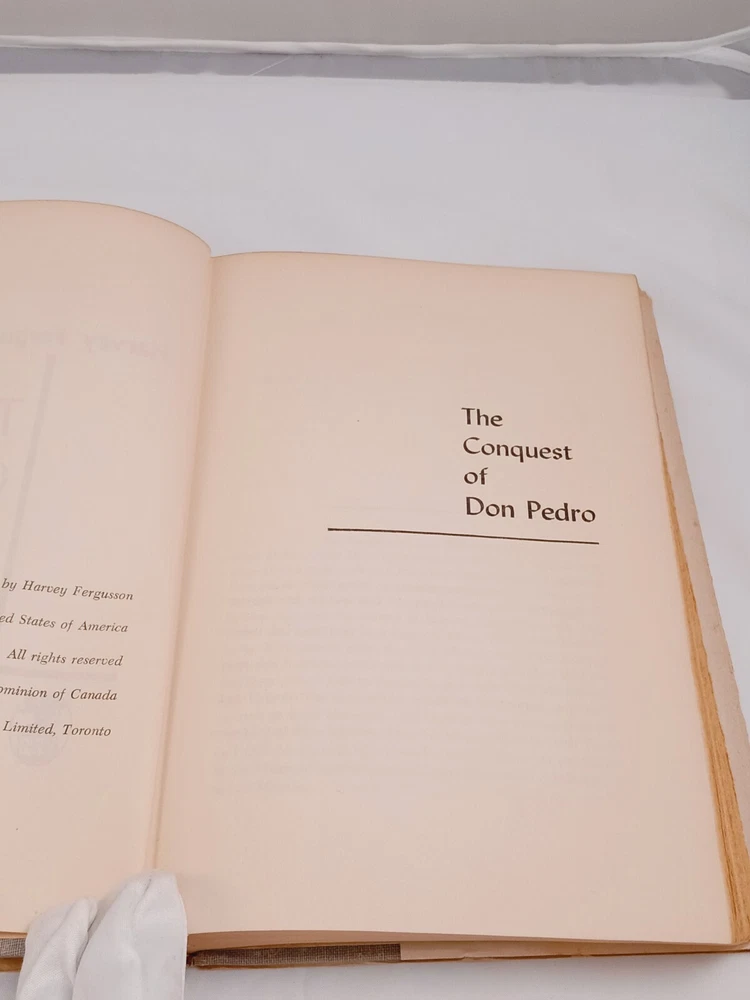 by Harvey Fergusson
ed States of America
All rights reserved
ominion of Canada
Limited, Toronto
The
Conquest
of
Don Pedro